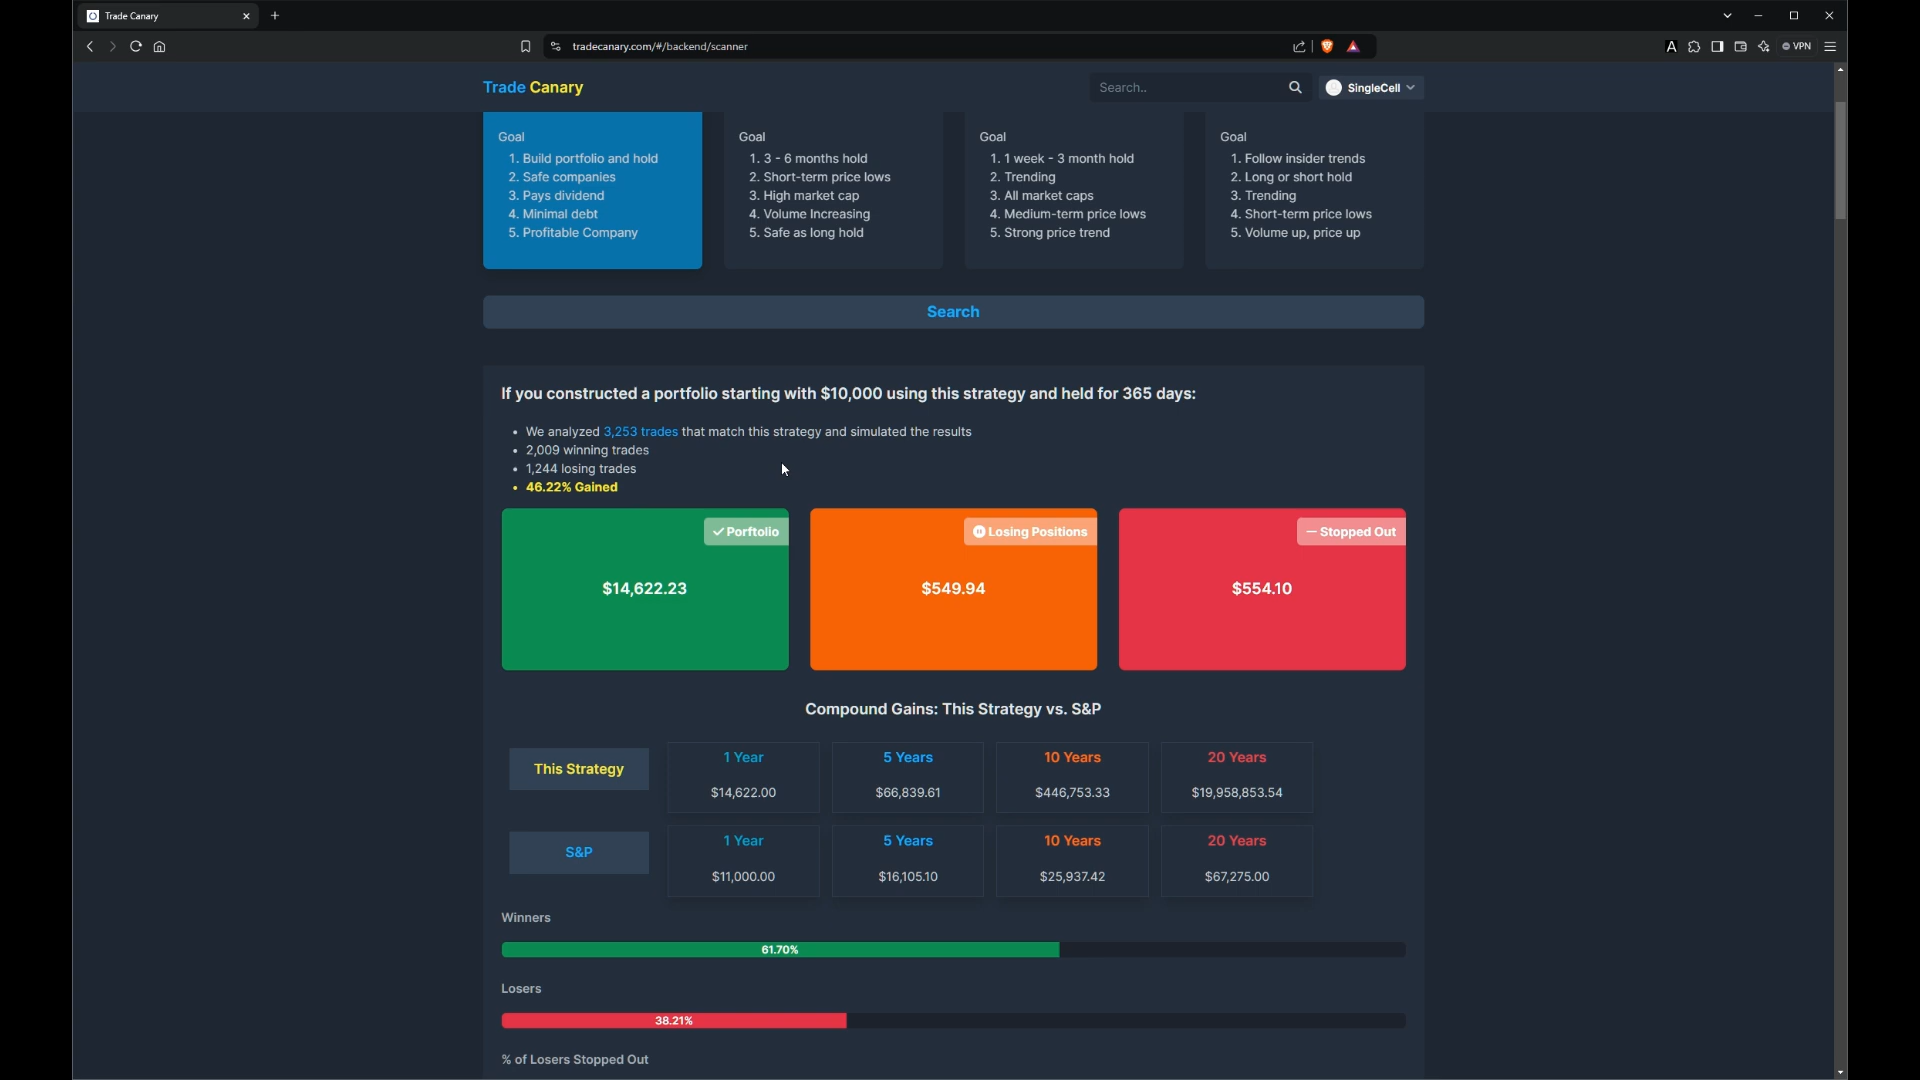 Trade Canary
tradecanary.com/#/backend/scanner
VPN
Trade Canary
Search..
SingleCell
Goal
1. Build portfolio and hold
2. Safe companies
3. Pays dividend
4. Minimal debt
5. Profitable Company
Goal
1. 3 - 6 months hold
2. Short-term price lows
3. High market cap
4. Volume Increasing
5. Safe as long hold
Goal
1. 1 week - 3 month hold
2. Trending
3. All market caps
4. Medium-term price lows
5. Strong price trend
Goal
1. Follow insider trends
2. Long or short hold
3. Trending
4. Short-term price lows
5. Volume up, price up
Search
If you constructed a portfolio starting with $10,000 using this strategy and held for 365 days:
• We analyzed 3,253 trades that match this strategy and simulated the results
• 2,009 winning trades
• 1,244 losing trades
• 46.22% Gained
Porftolio
$14,622.23
Losing Positions
$549.94
Stopped Out
$554.10
Compound Gains: This Strategy vs. S&P
This Strategy
1 Year
$14,622.00
5 Years
$66,839.61
10 Years
$446,753.33
20 Years
$19,958,853.54
S&P
1 Year
$11,000.00
5 Years
$16,105.10
10 Years
$25,937.42
20 Years
$67,275.00
Winners
61.70%
Losers
38.21%
% of Losers Stopped Out